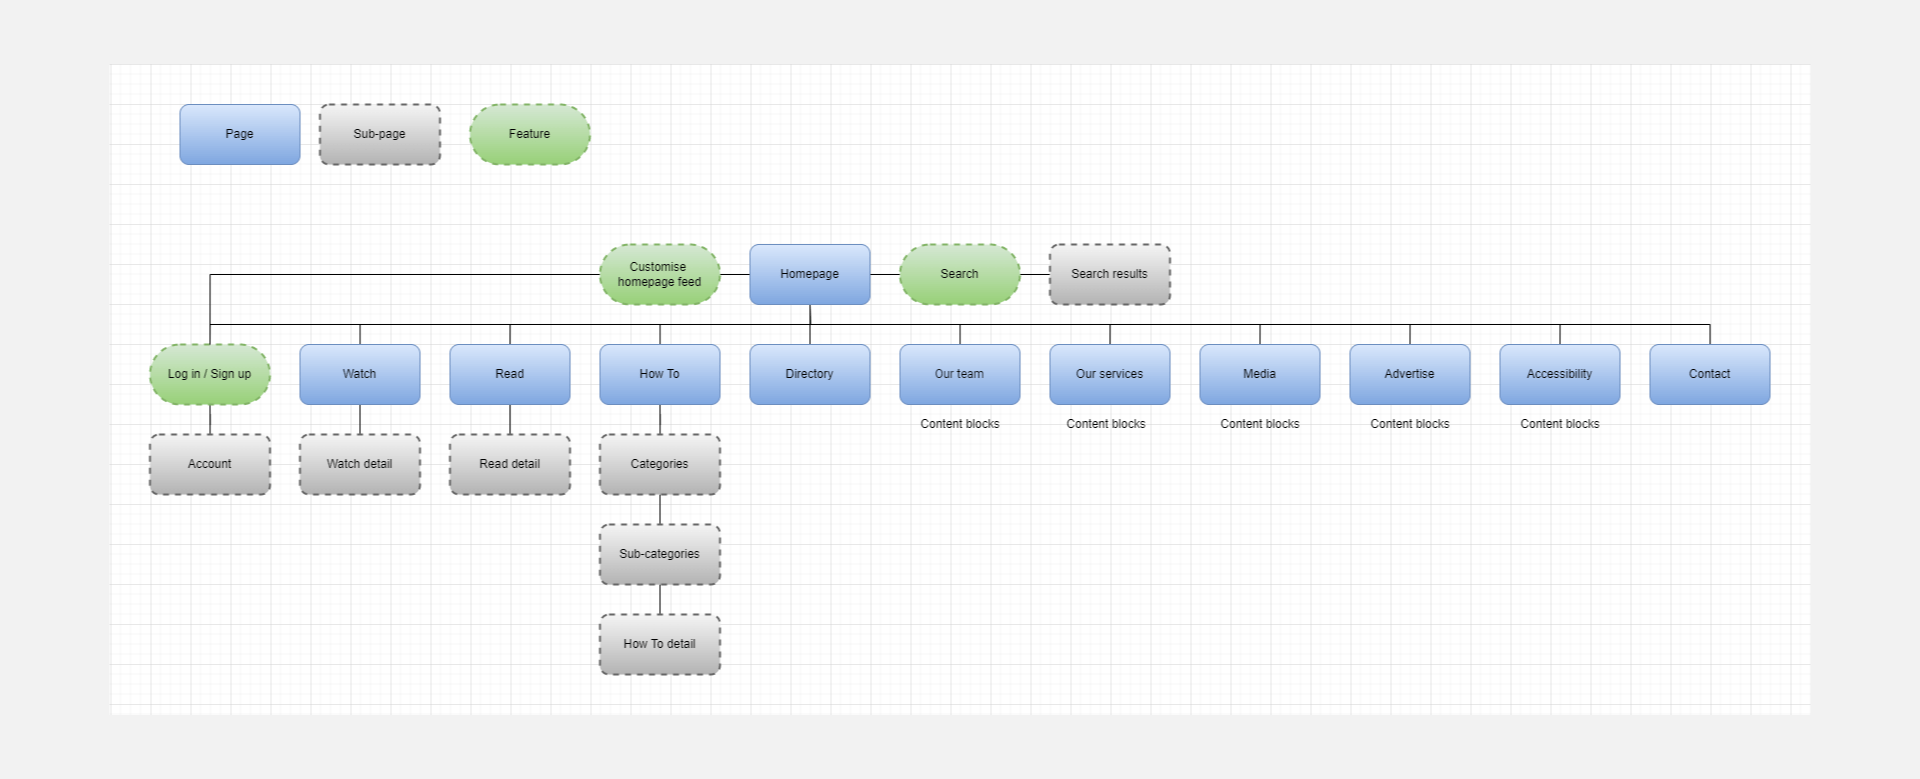 Page
Sub-page
Feature
Customise
homepage feed
Homepage
Search
Search results
Log in / Sign up
Watch
Read
How To
Directory
Our team
Our services
Media
Advertise
Accessibility
Contact
Content blocks
Content blocks
Content blocks
Content blocks
Content blocks
Account
Watch detail
Read detail
Categories
Sub-categories
How To detail